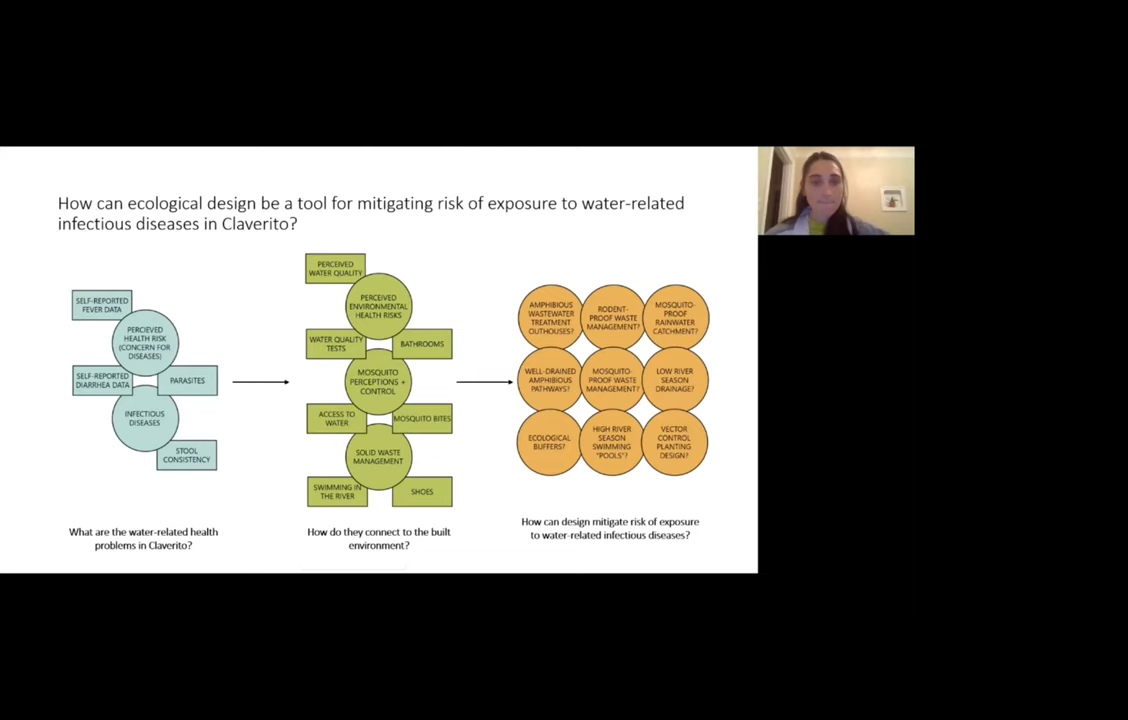 How can ecological design be a tool for mitigating risk of exposure to water-related
infectious diseases in Claverito?
SELF-REPORTED
FEVER DATA
PERCIEVED
HEALTH RISK
(CONCERN FOR
DISEASES)
SELF-REPORTED
DIARRHEA DATA
PARASITES
INFECTIOUS
DISEASES
STOOL
CONSISTENCY
What are the water-related health
problems in Claverito?
PERCEIVED
WATER QUALITY
PERCEIVED
ENVIRONMENTAL
HEALTH RISKS
WATER QUALITY
TESTS
BATHROOMS
MOSQUITO
PERCEPTIONS +
CONTROL
ACCESS TO
WATER
MOSQUITO BITES
SOLID WASTE
MANAGEMENT
SWIMMING IN
THE RIVER
SHOES
How do they connect to the built
environment?
AMPHIBIOUS
WASTEWATER
TREATMENT
OUTHOUSES?
RODENT-
PROOF WASTE
MANAGEMENT?
MOSQUITO-
PROOF
RAINWATER
CATCHMENT?
WELL-DRAINED
AMPHIBIOUS
PATHWAYS?
MOSQUITO-
PROOF WASTE
MANAGEMENT?
LOW RIVER
SEASON
DRAINAGE?
ECOLOGICAL
BUFFERS?
HIGH RIVER
SEASON
SWIMMING
"POOLS"?
VECTOR
CONTROL
PLANTING
DESIGN?
How can design mitigate risk of exposure
to water-related infectious diseases?